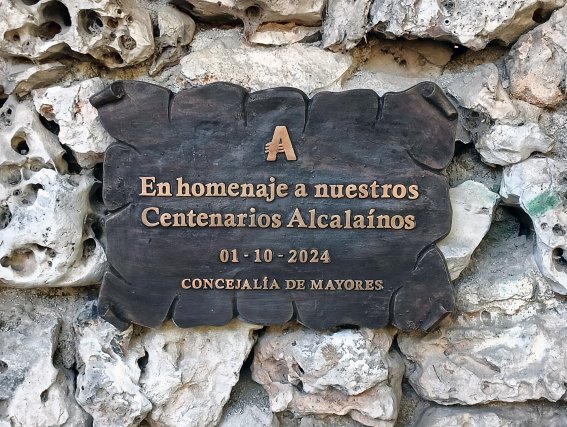 A
En homenaje a nuestros
Centenarios Alcalaínos
01 - 10 - 2024
CONCEJALÍA DE MAYORES